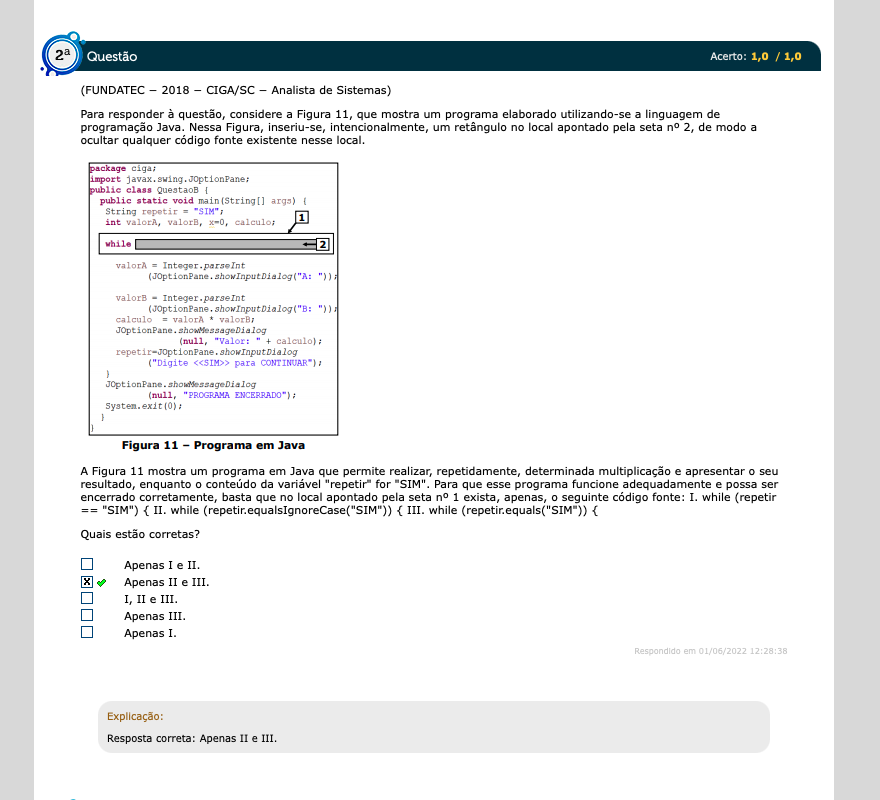 2ª Questão Acerto: 1,0 / 1,0
(FUNDATEC − 2018 − CIGA/SC − Analista de Sistemas)
Para responder à questão, considere a Figura 11, que mostra um programa elaborado utilizando-se a linguagem de
programação Java. Nessa Figura, inseriu-se, intencionalmente, um retângulo no local apontado pela seta nº 2, de modo a
ocultar qualquer código fonte existente nesse local.
package ciga;
import javax.swing.JOptionPane;
public class QuestaoB {
public static void main(String[] args) {
String repetir = "SIM";
int valorA, valorB, x=0, calculo;
1
while
2
valorA = Integer.parseInt
(JOptionPane.showInputDialog("A: "));
valorB = Integer.parseInt
(JOptionPane.showInputDialog("B: "));
calculo = valorA * valorB;
JOptionPane.showMessageDialog
(null, "Valor: " + calculo);
repetir=JOptionPane.showInputDialog
("Digite <<SIM>> para CONTINUAR");
}
JOptionPane.showMessageDialog
(null, "PROGRAMA ENCERRADO");
System.exit(0);
}
}
Figura 11 – Programa em Java
A Figura 11 mostra um programa em Java que permite realizar, repetidamente, determinada multiplicação e apresentar o seu
resultado, enquanto o conteúdo da variável "repetir" for "SIM". Para que esse programa funcione adequadamente e possa ser
encerrado corretamente, basta que no local apontado pela seta nº 1 exista, apenas, o seguinte código fonte: I. while (repetir
== "SIM") { II. while (repetir.equalsIgnoreCase("SIM")) { III. while (repetir.equals("SIM")) {
Quais estão corretas?
Apenas I e II.
X Apenas II e III.
I, II e III.
Apenas III.
Apenas I.
Respondido em 01/06/2022 12:28:38
Explicação:
Resposta correta: Apenas II e III.